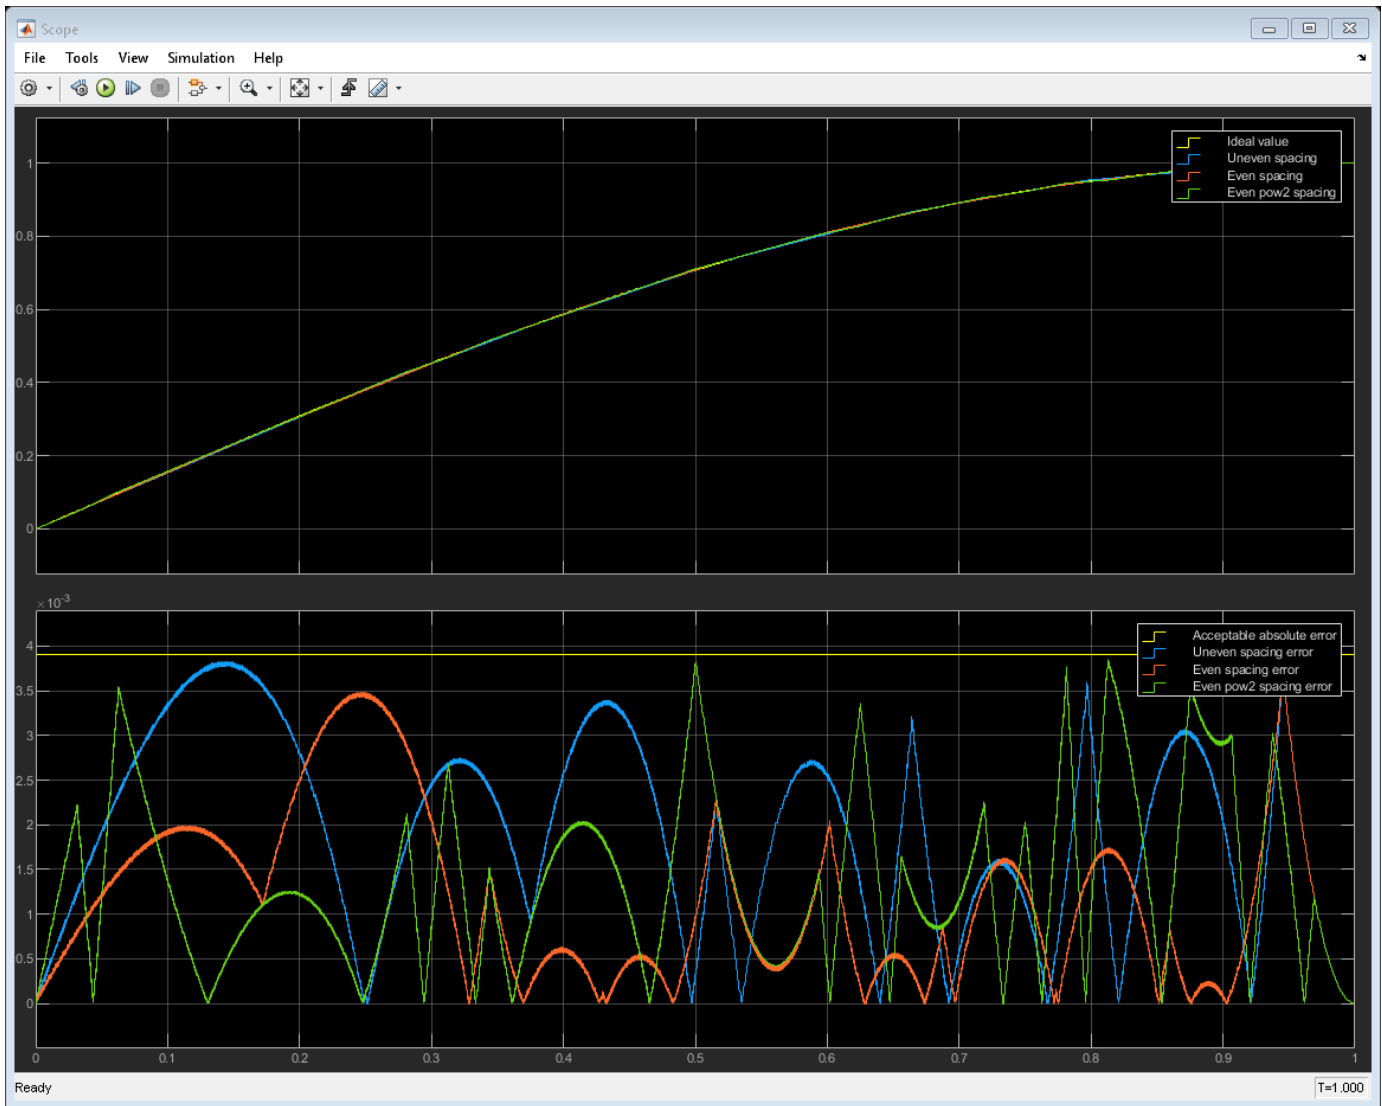 Scope
File Tools View Simulation Help
Ideal value
Uneven spacing
Even spacing
Even pow2 spacing
1
0.8
0.6
0.4
0.2
0
×10⁻³
Acceptable absolute error
Uneven spacing error
Even spacing error
Even pow2 spacing error
4
3.5
3
2.5
2
1.5
1
0.5
0
0 0.1 0.2 0.3 0.4 0.5 0.6 0.7 0.8 0.9 1
Ready T=1.000